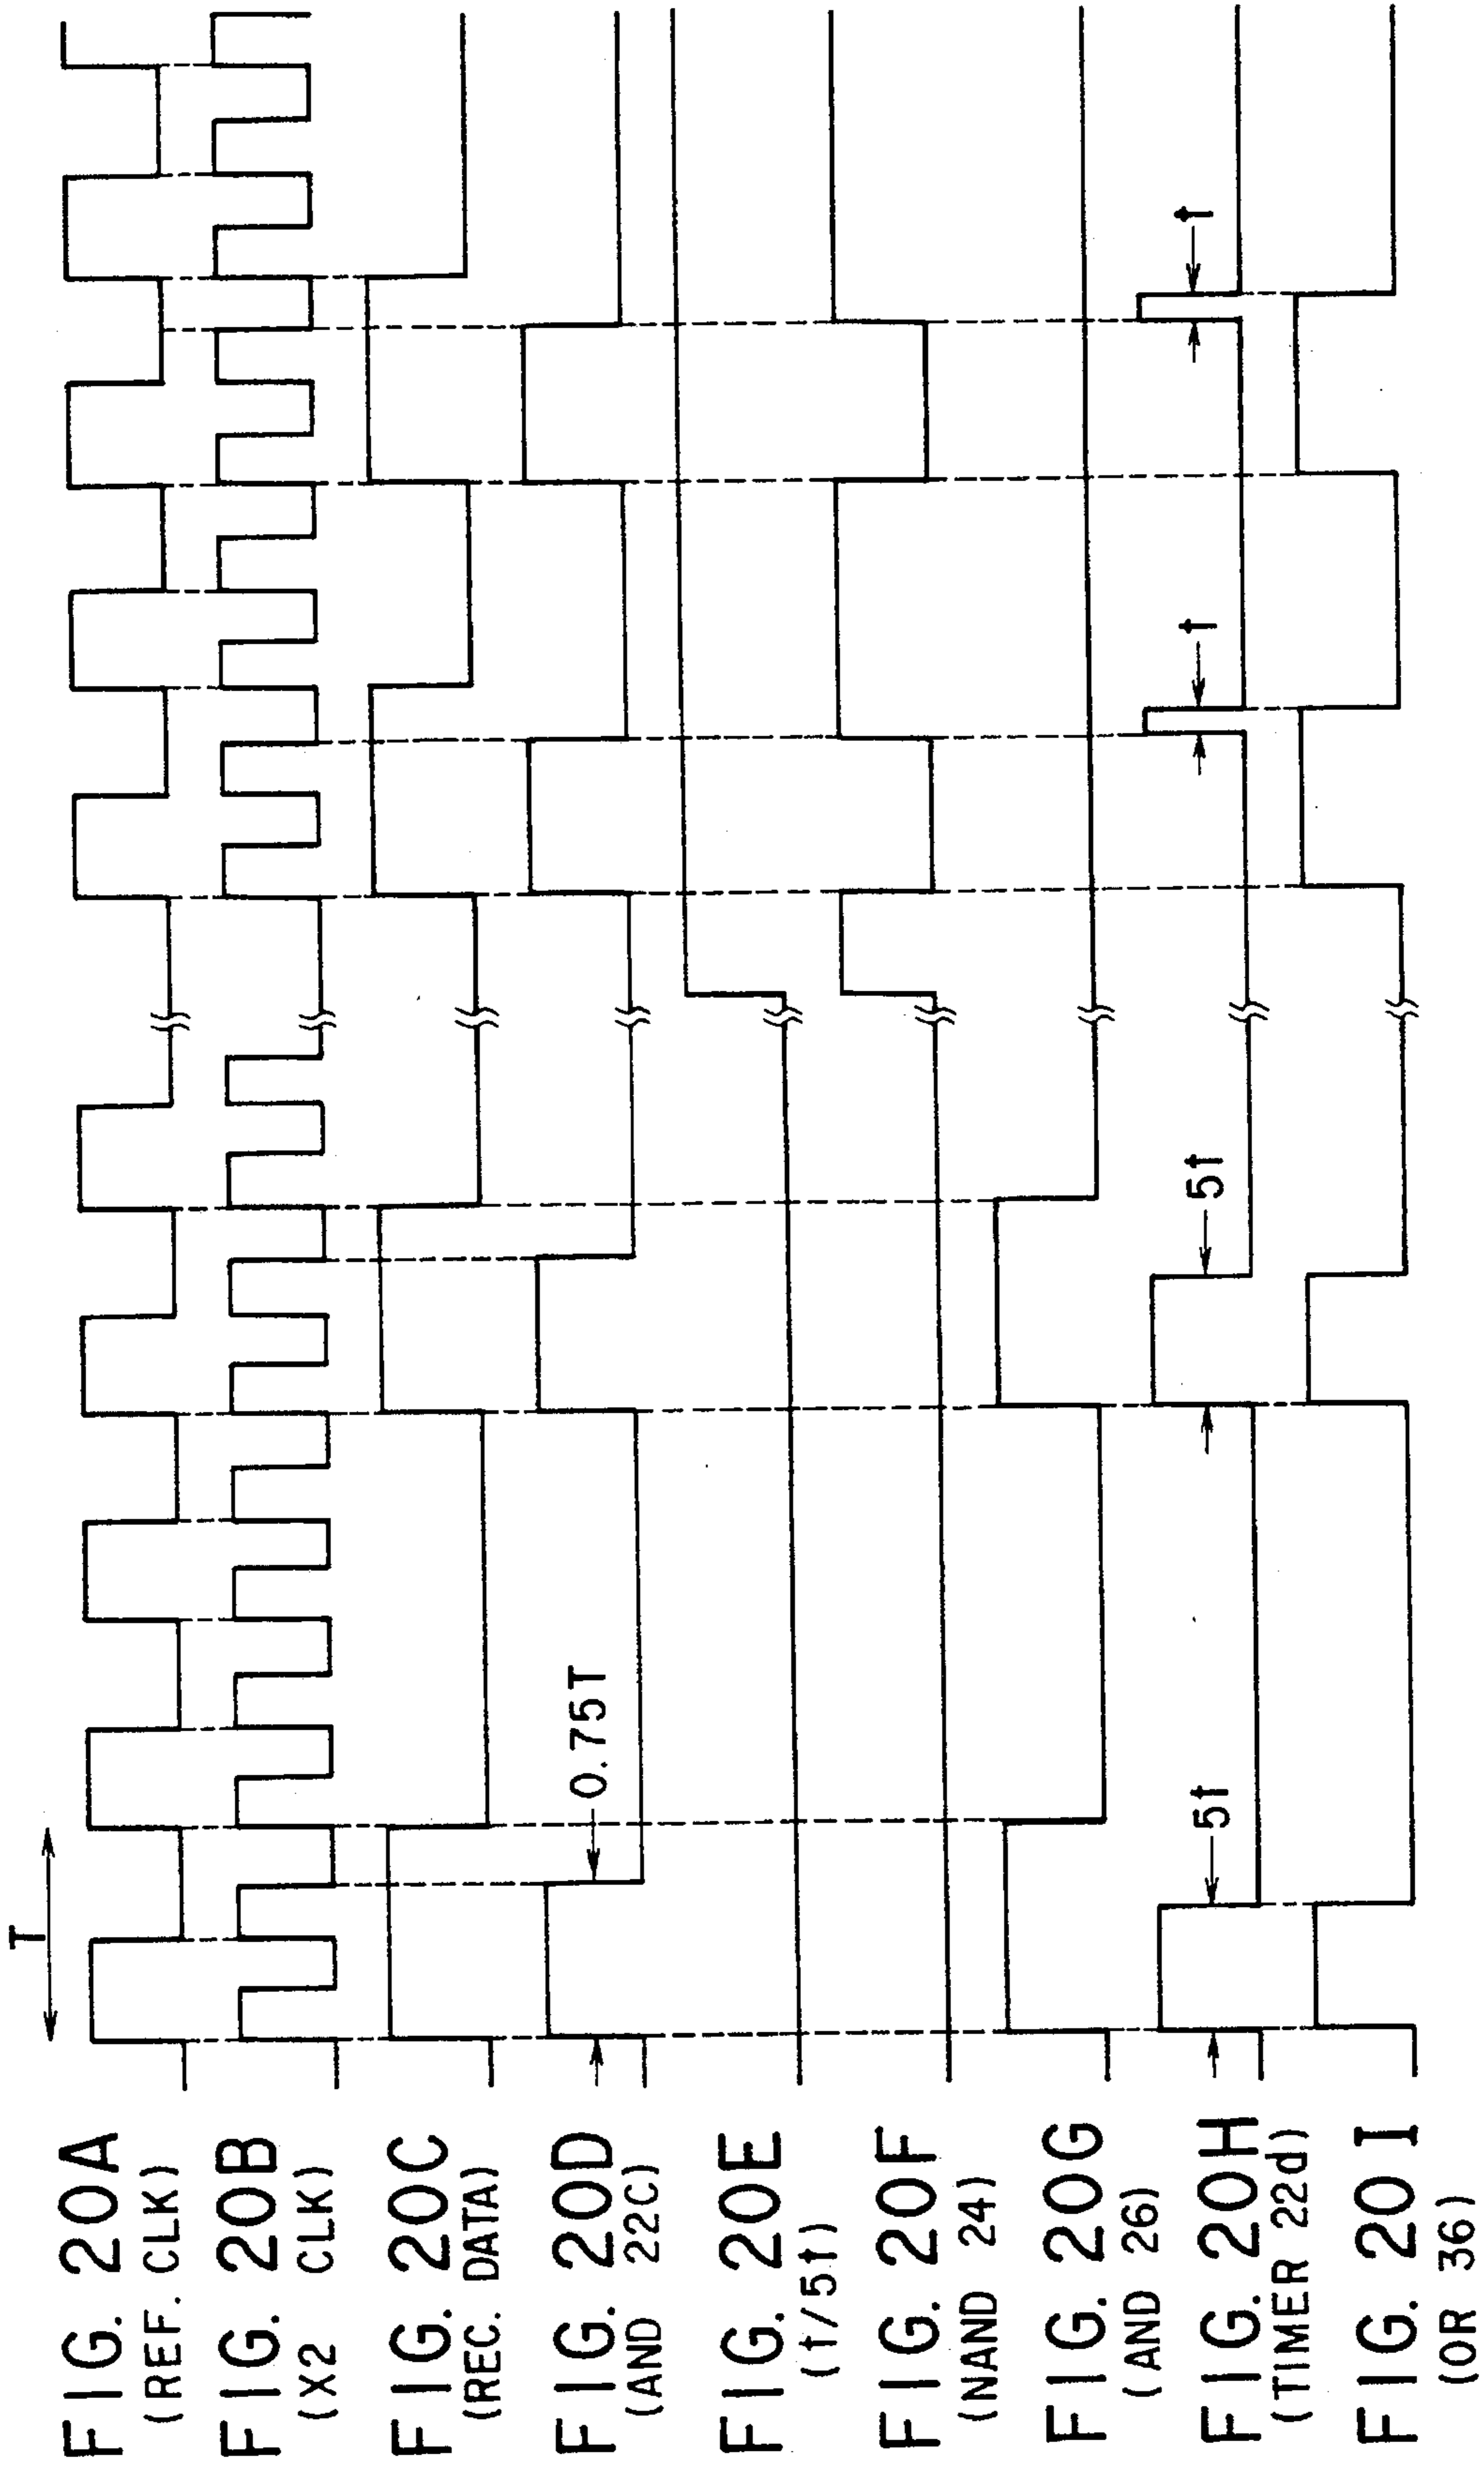 T
FIG. 20A
(REF. CLK)
FIG. 20B
(X2 CLK)
FIG. 20C
(REC. DATA)
FIG. 20D
(AND 22C)
0.75T
FIG. 20E
(t/5t)
FIG. 20F
(NAND 24)
FIG. 20G
(AND 26)
FIG. 20H
(TIMER 22d)
5t
5t
t
t
FIG. 20I
(OR 36)